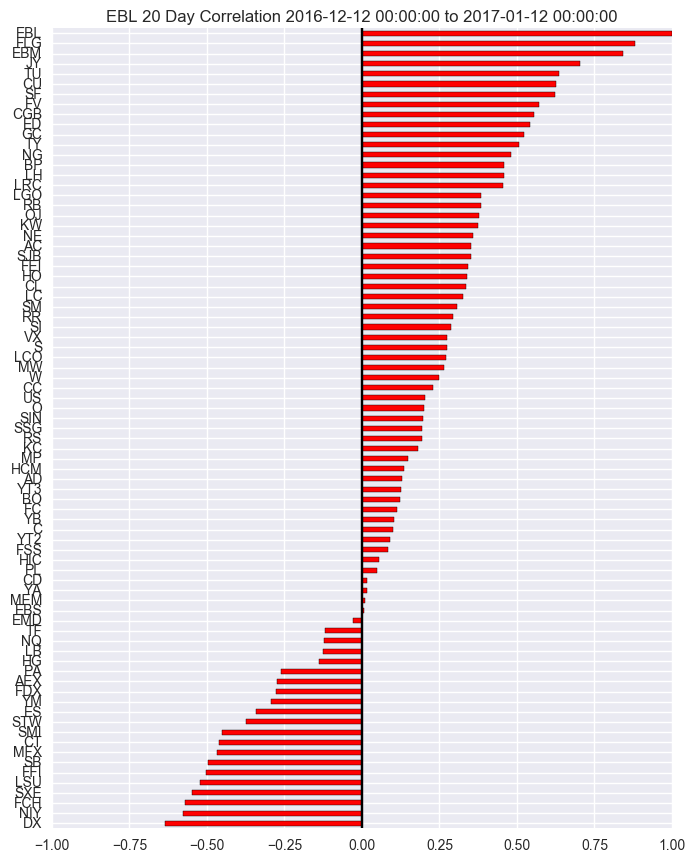 EBL 20 Day Correlation 2016-12-12 00:00:00 to 2017-01-12 00:00:00
EBL
FLG
EBM
JY
TU
CU
SF
FV
CGB
ED
GC
TY
NG
BP
LH
LRC
LGO
RB
OJ
KW
NE
AC
SJB
FEI
HO
CL
LC
SM
RR
SI
VX
S
LCO
MW
W
CC
US
O
SIN
SSG
RS
KC
MP
HCM
AD
YT3
BO
FC
YB
C
YT2
FSS
HIC
PL
CD
YA
MEM
EBS
EMD
TF
NQ
LB
HG
PA
AEX
FDX
YM
ES
STW
SMI
CT
MFX
SB
FFI
LSU
SXE
FCH
NIY
DX
−1.00 −0.75 −0.50 −0.25 0.00 0.25 0.50 0.75 1.00